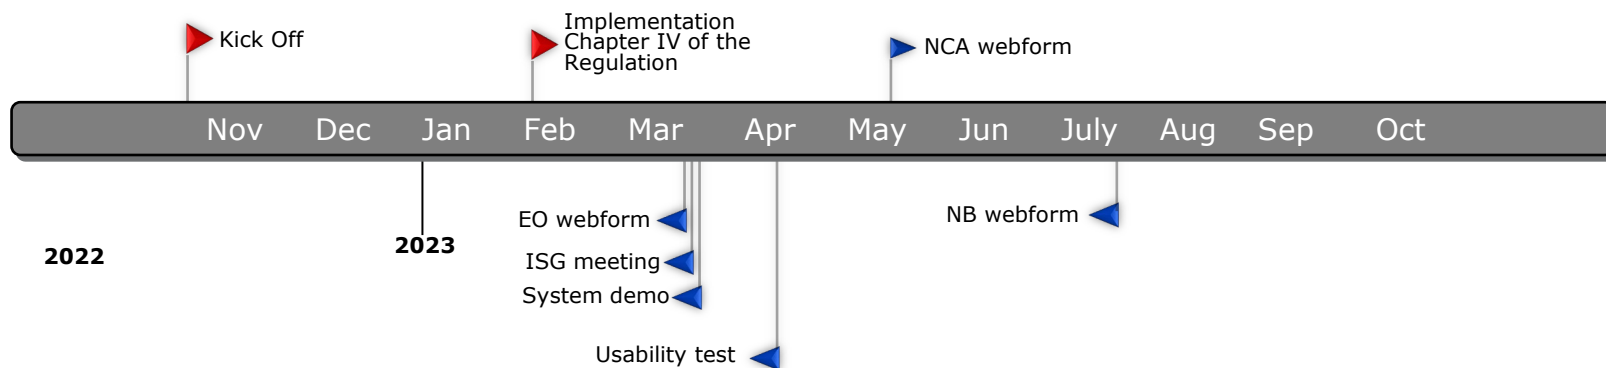 Kick Off
Implementation
Chapter IV of the
Regulation
NCA webform
Nov Dec Jan Feb Mar Apr May Jun July Aug Sep Oct
EO webform
NB webform
2023
2022
ISG meeting
System demo
Usability test